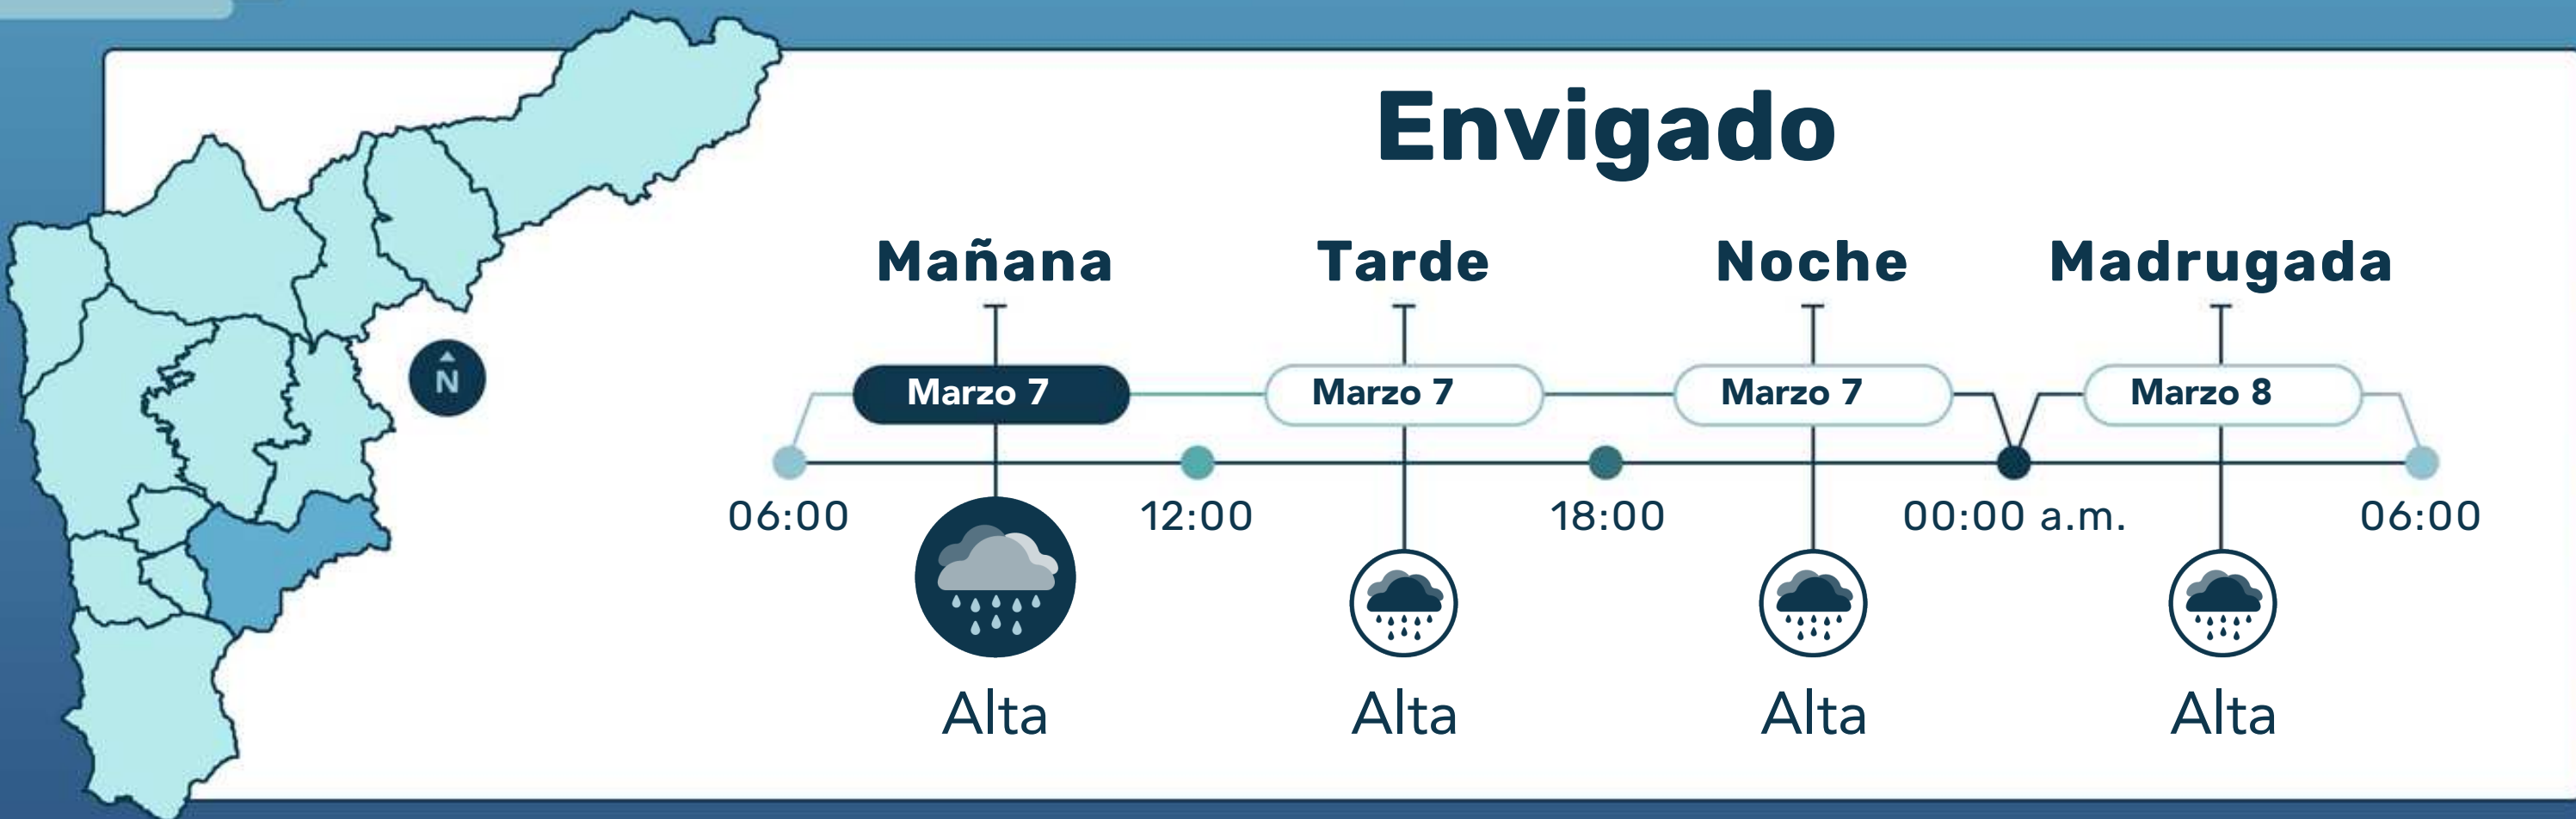 Envigado
Mañana Tarde Noche Madrugada
Marzo 7 Marzo 7 Marzo 7 Marzo 8
N
06:00 12:00 18:00 00:00 a.m. 06:00
Alta Alta Alta Alta